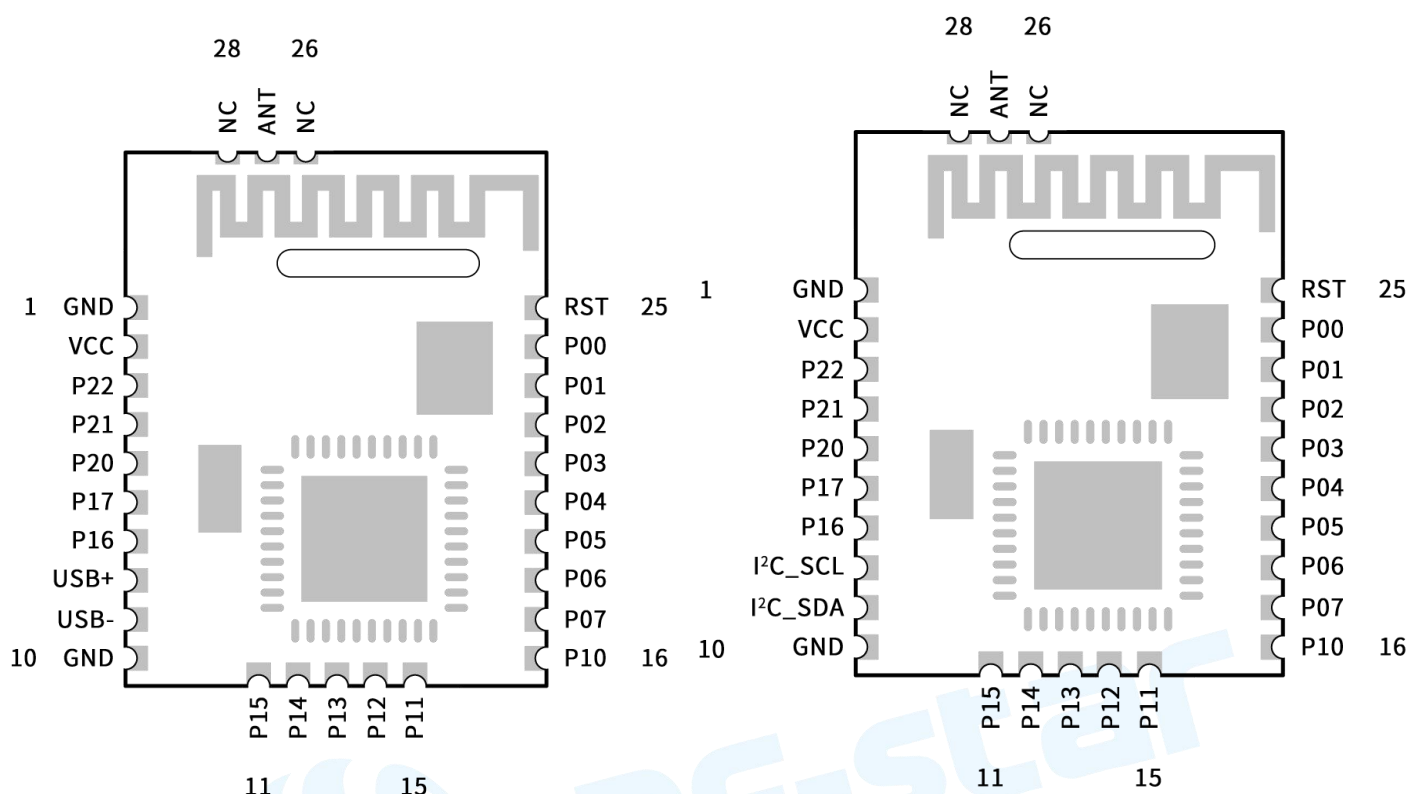 28 26
NC ANT NC
1 GND
VCC
P22
P21
P20
P17
P16
USB+
USB-
10 GND
RST 25
P00
P01
P02
P03
P04
P05
P06
P07
P10 16
P15 P14 P13 P12 P11
11 15
28 26
NC ANT NC
1 GND
VCC
P22
P21
P20
P17
P16
I²C_SCL
I²C_SDA
10 GND
RST 25
P00
P01
P02
P03
P04
P05
P06
P07
P10 16
P15 P14 P13 P12 P11
11 15